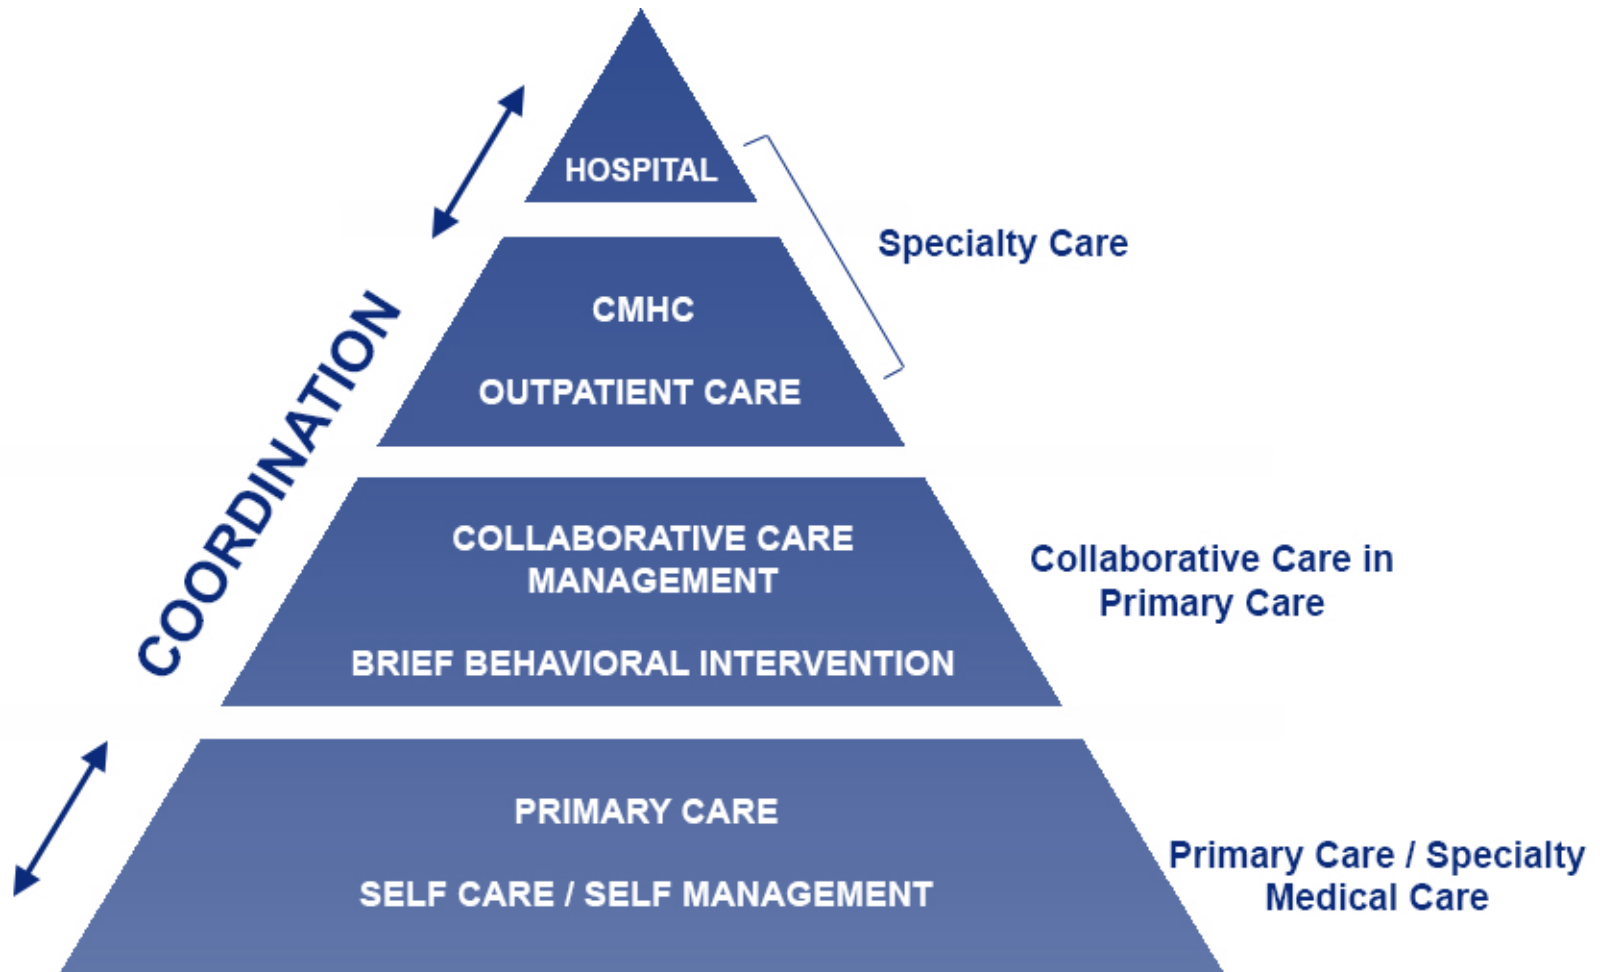 HOSPITAL
Specialty Care
CMHC
OUTPATIENT CARE
COORDINATION
COLLABORATIVE CARE
MANAGEMENT
BRIEF BEHAVIORAL INTERVENTION
Collaborative Care in
Primary Care
PRIMARY CARE
SELF CARE / SELF MANAGEMENT
Primary Care / Specialty
Medical Care